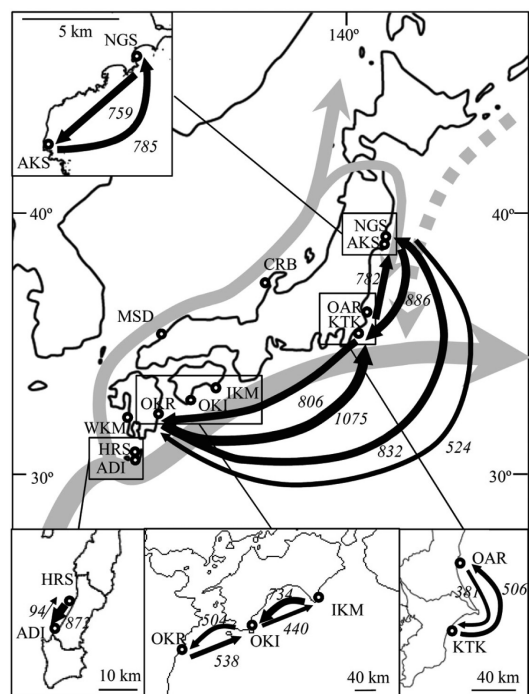 5 km
NGS
759
785
AKS
140º
40º
40º
NGS
AKS
782
886
CRB
OAR
KTK
MSD
IKM
OKR
OKI
806
1075
832
524
WKM
HRS
ADI
30º
30º
HRS
94
871
ADI
10 km
734
IKM
504
OKI
440
OKR
538
40 km
OAR
381
506
KTK
40 km